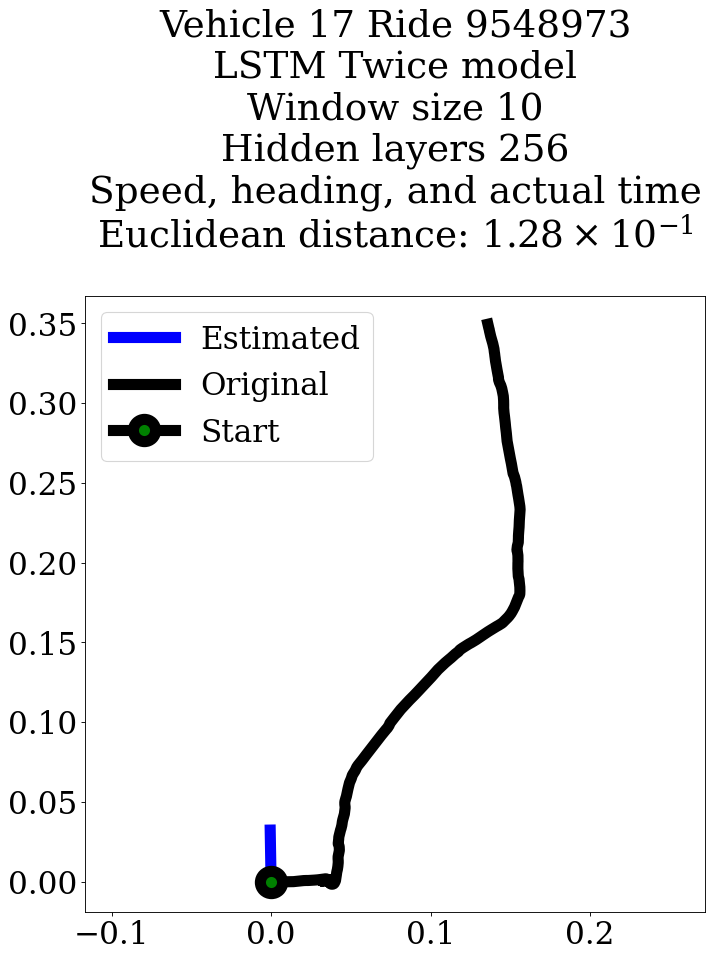 Vehicle 17 Ride 9548973
LSTM Twice model
Window size 10
Hidden layers 256
Speed, heading, and actual time
Euclidean distance: 1.28 × 10⁻¹
Estimated
Original
Start
0.35
0.30
0.25
0.20
0.15
0.10
0.05
0.00
−0.1
0.0
0.1
0.2